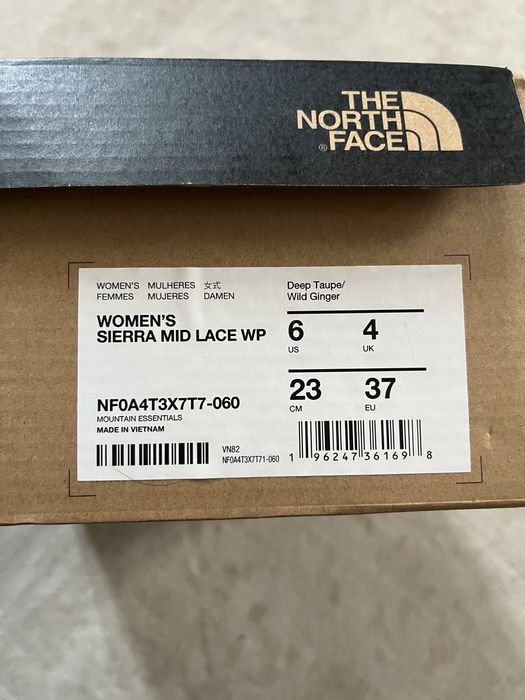 THE
NORTH
FACE
®
WOMEN'S MULHERES 女式
FEMMES MUJERES DAMEN
Deep Taupe/
Wild Ginger
WOMEN'S
SIERRA MID LACE WP
6 4
US UK
23 37
CM EU
NF0A4T3X7T7-060
MOUNTAIN ESSENTIALS
MADE IN VIETNAM
VN82
NF0A4T3X7T71-060
1 96247 36169 8